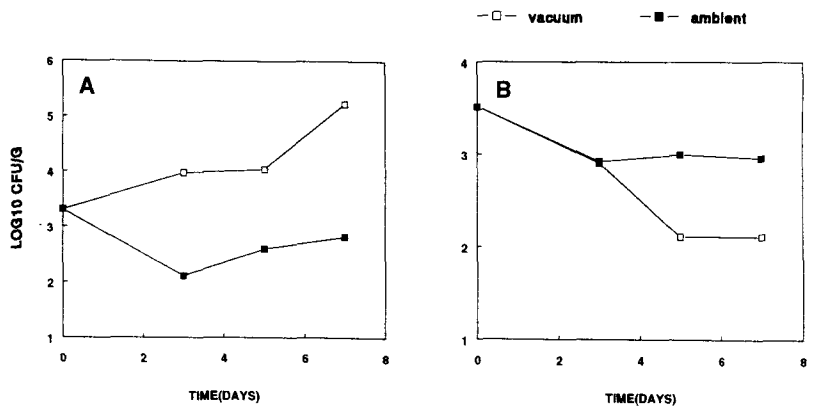 vacuum
ambient
A
6
5
4
3
2
1
LOG10 CFU/G
0 2 4 6 8
TIME(DAYS)
B
4
3
2
1
0 2 4 6 8
TIME(DAYS)